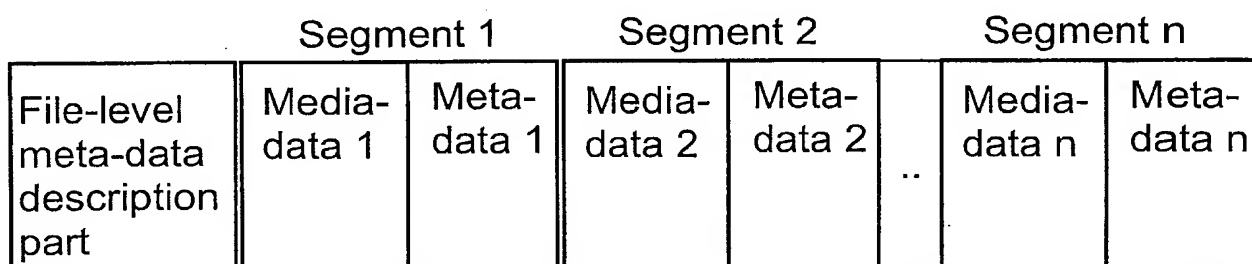 Segment 1 Segment 2 Segment n
File-level
meta-data
description
part
Media-
data 1
Meta-
data 1
Media-
data 2
Meta-
data 2
..
Media-
data n
Meta-
data n